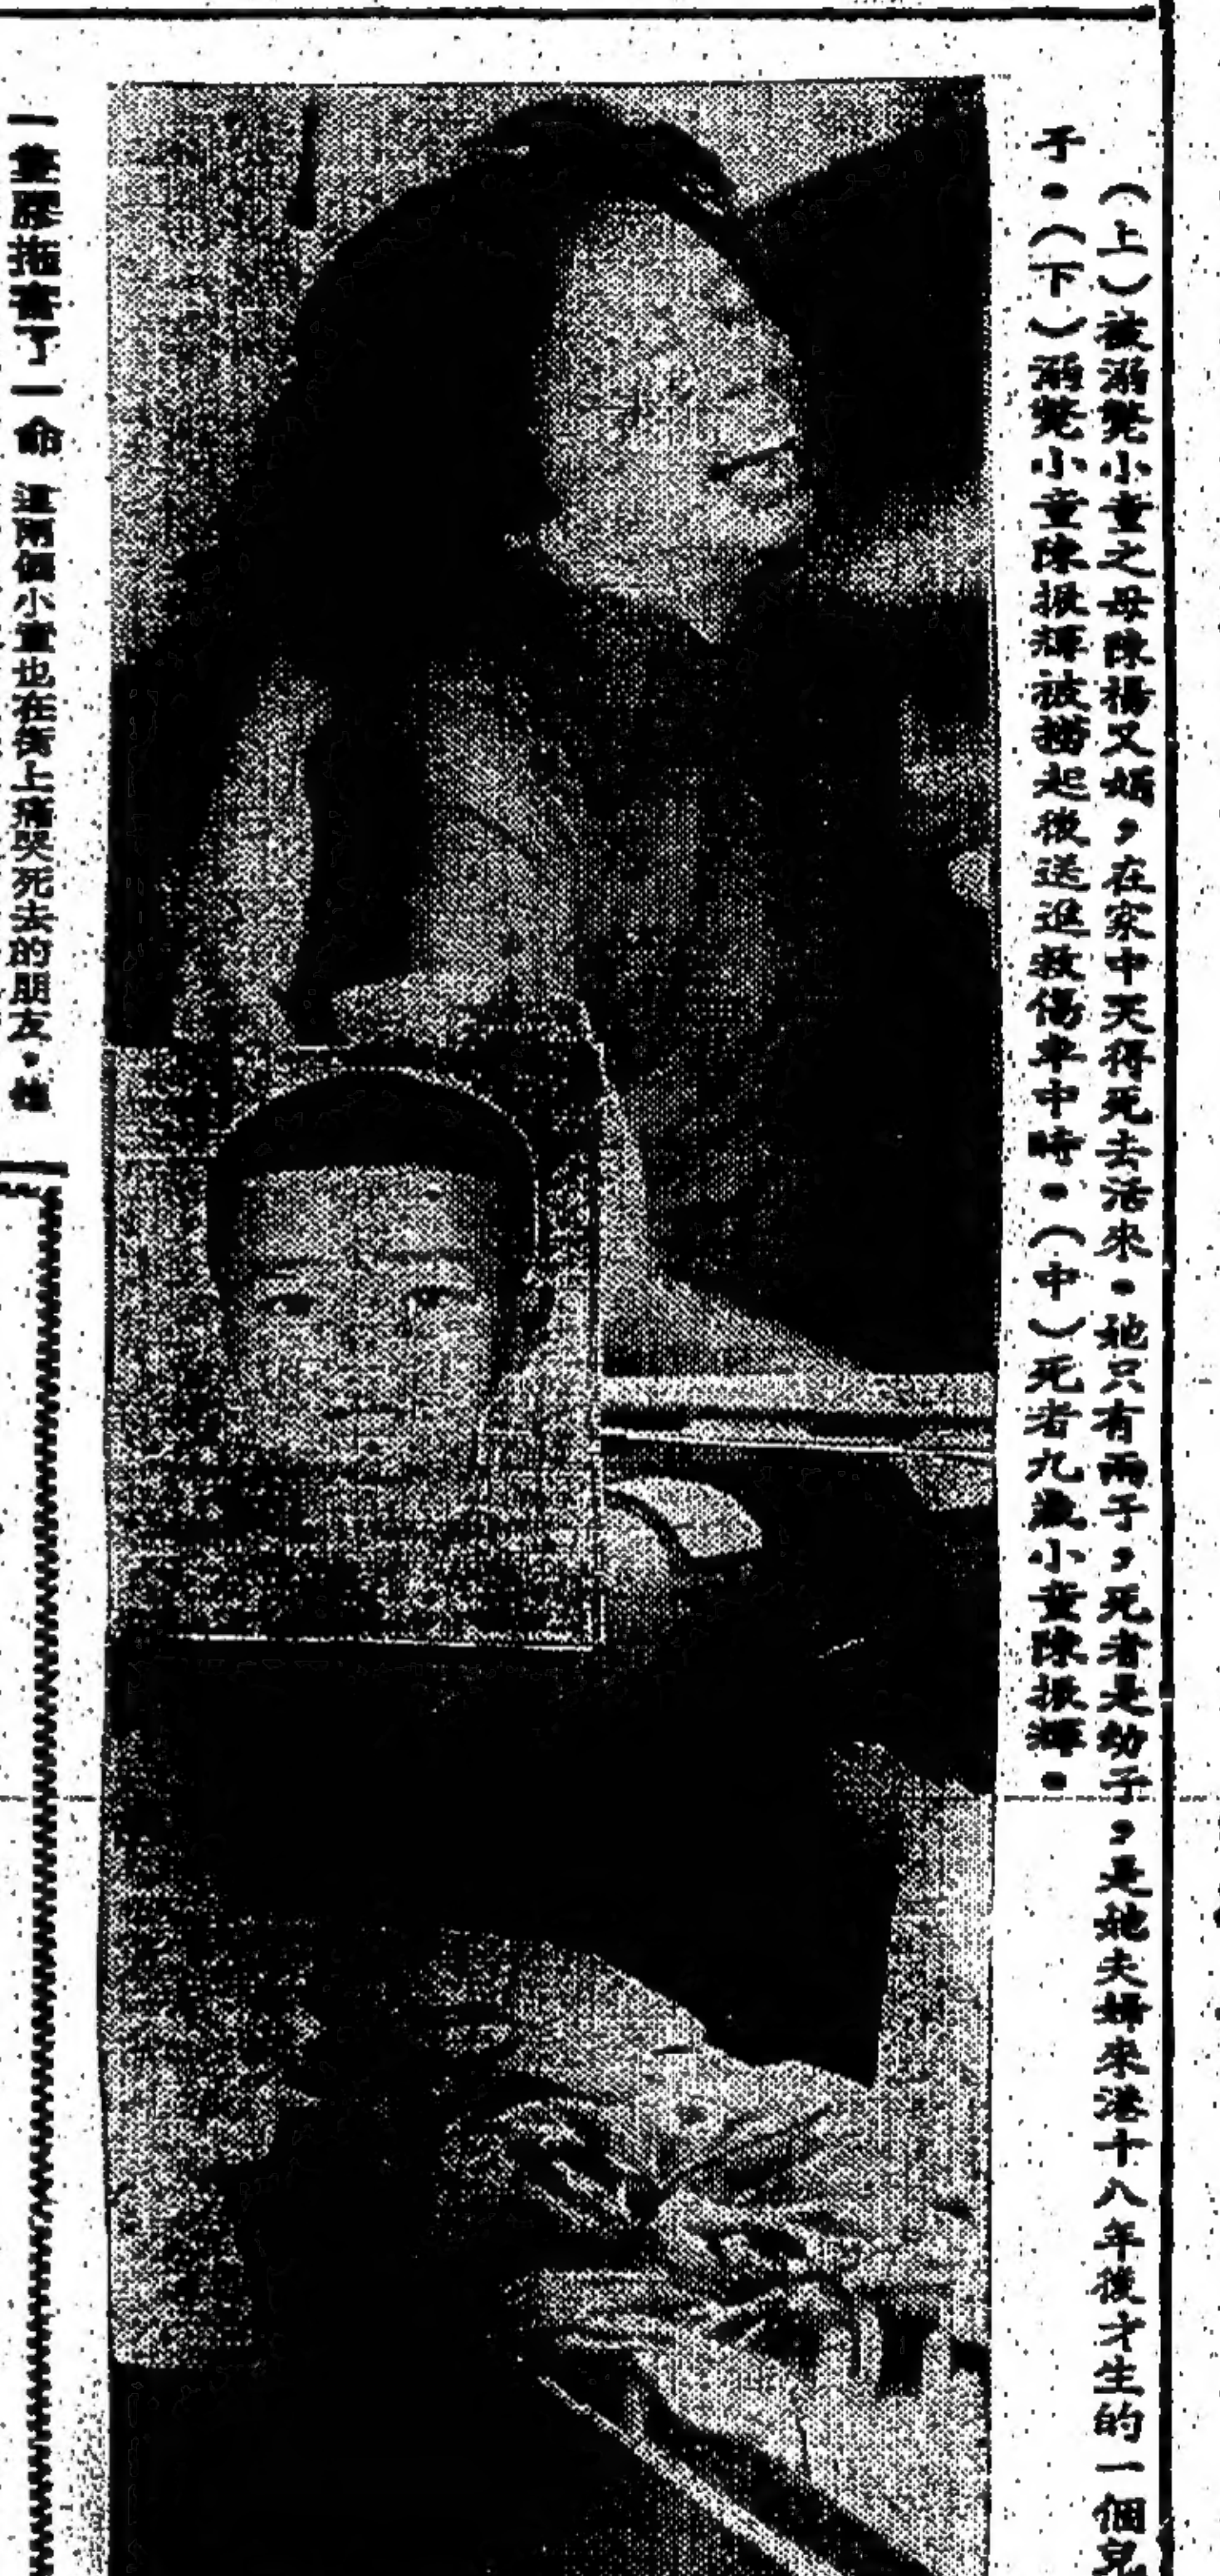 (上)被溺斃小童之母陳楊又娟，在家中哭得死去活來。她只有兩子，死者是幼子，是她夫婦來港十八年後才生的一個兒
子。(下)溺斃小童陳振輝被撈起後送進救傷車中時。(中)死者九歲小童陳振輝。
一隻膠拖害了一命 這兩個小童也在街上痛哭死去的朋友。